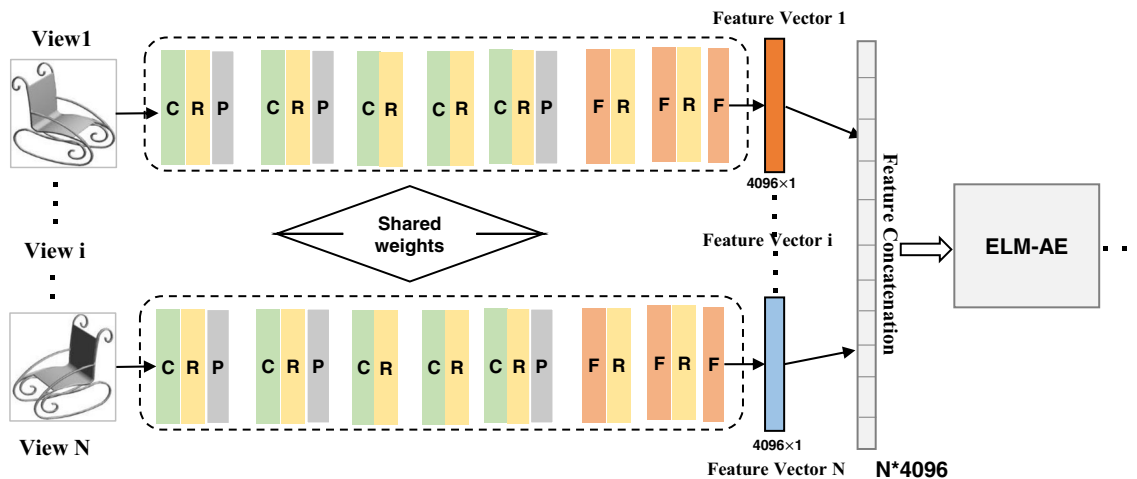 View1
C R P C R P C R C R C R P F R F R F
Feature Vector 1
4096×1
Shared
weights
View i
Feature Vector i
Feature Concatenation
ELM-AE
C R P C R P C R C R C R P F R F R F
4096×1
View N
Feature Vector N
N*4096